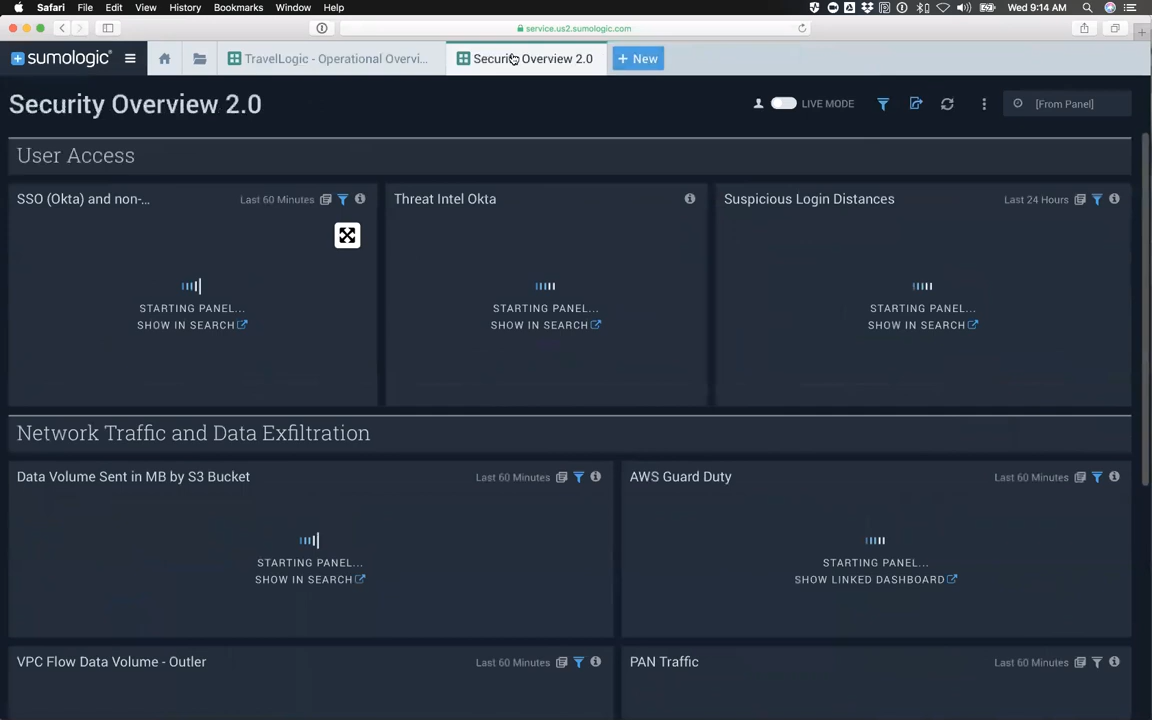 Safari File Edit View History Bookmarks Window Help Wed 9:14 AM
service.us2.sumologic.com
sumologic TravelLogic - Operational Overvi... Security Overview 2.0 + New
Security Overview 2.0 LIVE MODE [From Panel]
User Access
SSO (Okta) and non-... Last 60 Minutes Threat Intel Okta Suspicious Login Distances Last 24 Hours
STARTING PANEL... STARTING PANEL... STARTING PANEL...
SHOW IN SEARCH SHOW IN SEARCH SHOW IN SEARCH
Network Traffic and Data Exfiltration
Data Volume Sent in MB by S3 Bucket Last 60 Minutes AWS Guard Duty Last 60 Minutes
STARTING PANEL... STARTING PANEL...
SHOW IN SEARCH SHOW LINKED DASHBOARD
VPC Flow Data Volume - Outler Last 60 Minutes PAN Traffic Last 60 Minutes